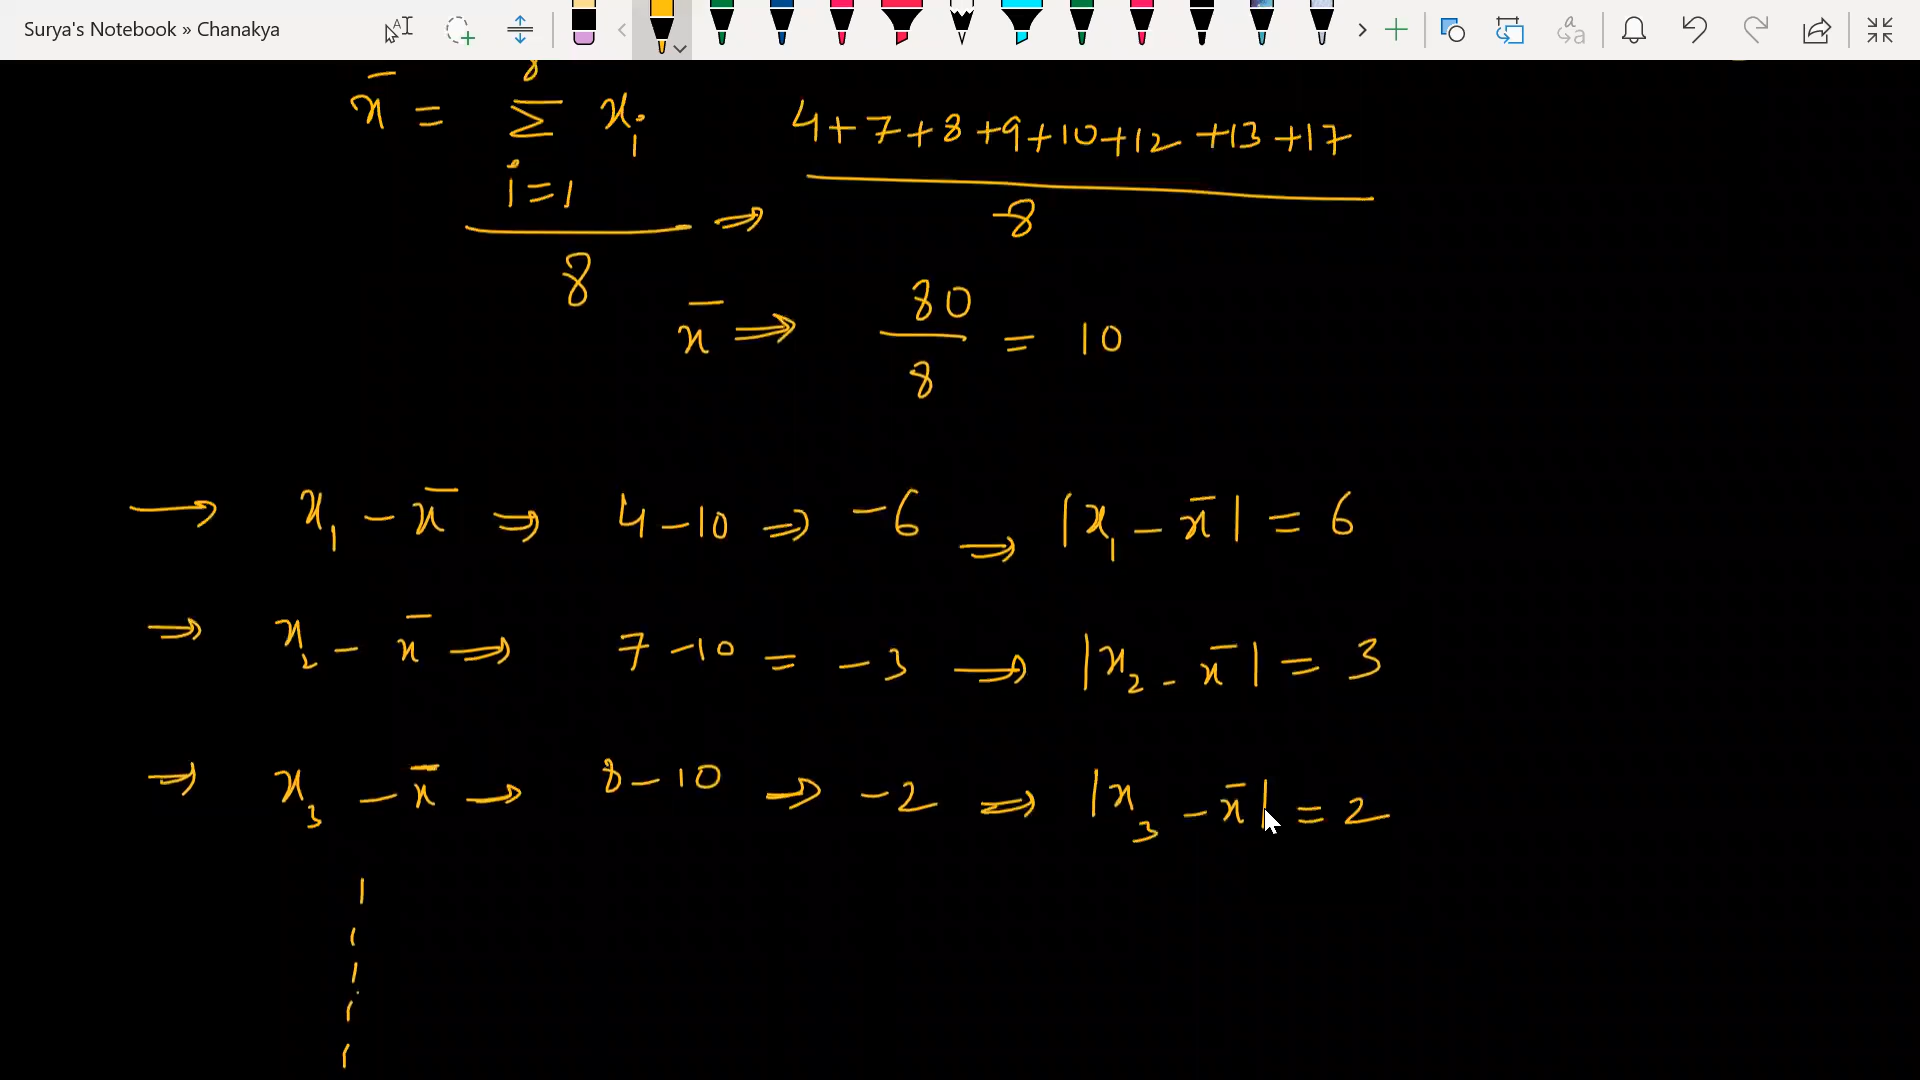 Surya's Notebook » Chanakya
x̄ = 8 Σ i=1 xi / 8 ⇒ 4+7+8+9+10+12+13+17 / 8
x̄ ⇒ 80 / 8 = 10
→ x₁ - x̄ ⇒ 4-10 ⇒ -6 ⇒ |x₁ - x̄| = 6
⇒ x₂ - x̄ ⇒ 7-10 = -3 → |x₂ - x̄| = 3
⇒ x₃ - x̄ → 8-10 ⇒ -2 ⇒ |x₃ - x̄| = 2